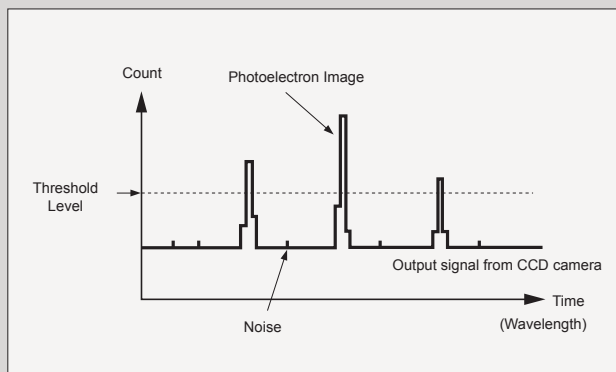 Count
Photoelectron Image
Threshold
Level
Output signal from CCD camera
Noise
Time
(Wavelength)